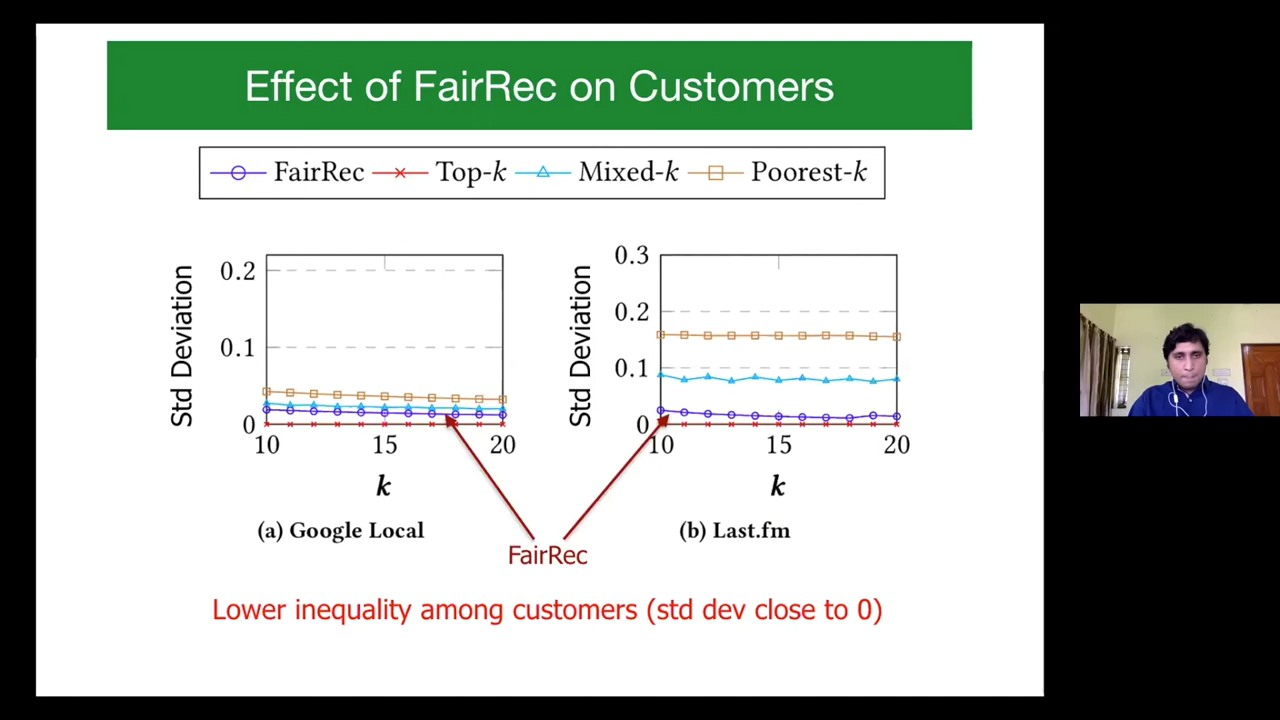 Effect of FairRec on Customers
FairRec Top-k Mixed-k Poorest-k
Std Deviation
0.2
0.1
0
10 15 20
k
(a) Google Local
Std Deviation
0.3
0.2
0.1
0
10 15 20
k
(b) Last.fm
FairRec
Lower inequality among customers (std dev close to 0)